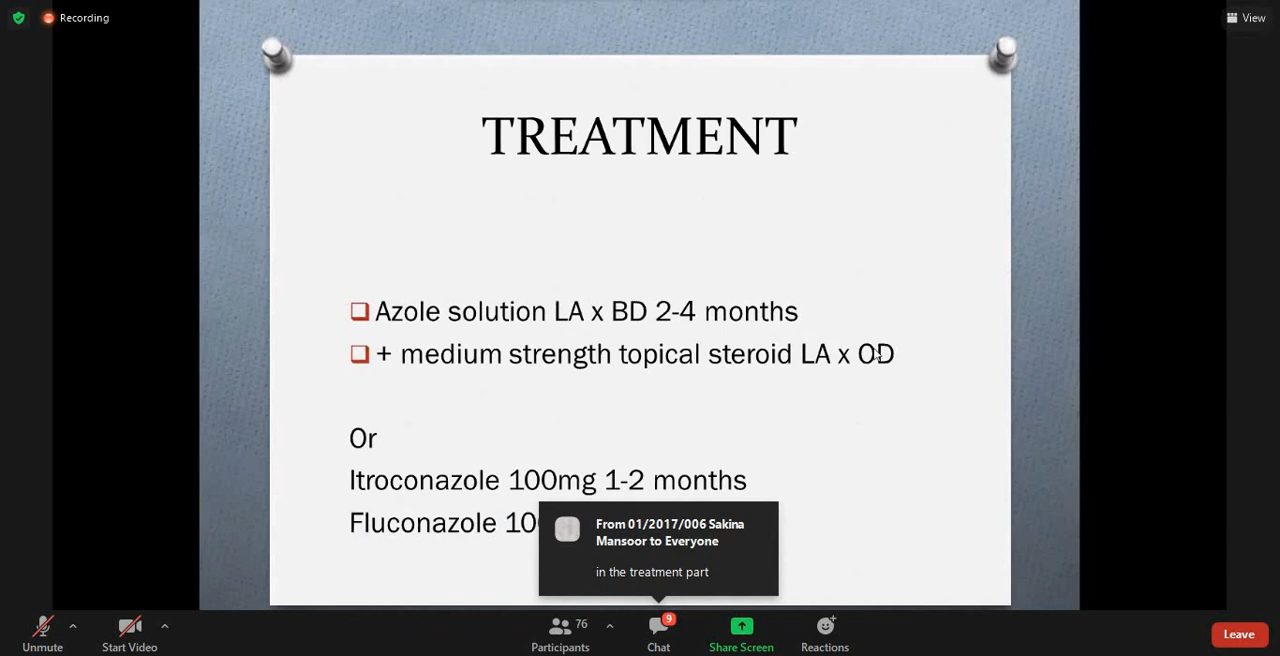 Recording
View
TREATMENT
Azole solution LA x BD 2-4 months
+ medium strength topical steroid LA x OD
Or
Itroconazole 100mg 1-2 months
Fluconazole
From 01/2017/006 Sakina
Mansoor to Everyone
in the treatment part
9
76
Unmute
Start Video
Participants
Chat
Share Screen
Reactions
Leave